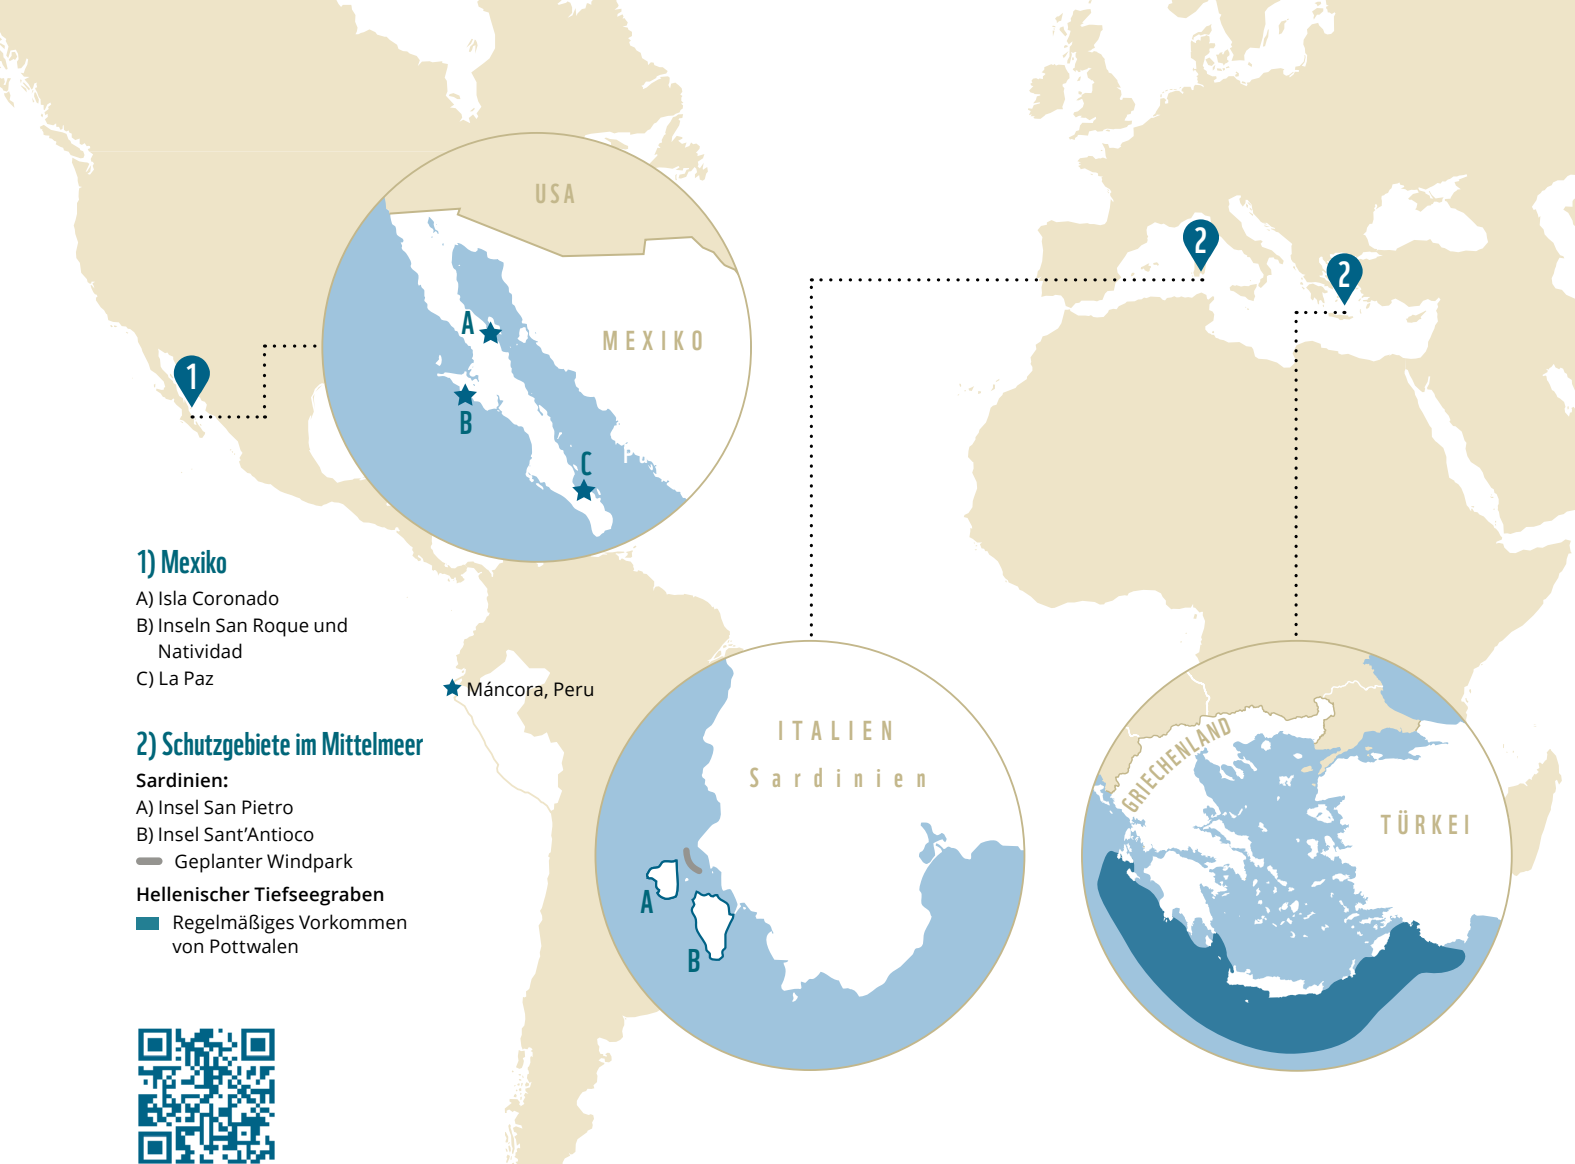 USA
MEXIKO
A
B
C
1
2
2
1) Mexiko
A) Isla Coronado
B) Inseln San Roque und
Natividad
C) La Paz
Máncora, Peru
2) Schutzgebiete im Mittelmeer
Sardinien:
A) Insel San Pietro
B) Insel Sant’Antioco
Geplanter Windpark
Hellenischer Tiefseegraben
Regelmäßiges Vorkommen
von Pottwalen
ITALIEN
Sardinien
A
B
GRIECHENLAND
TÜRKEI